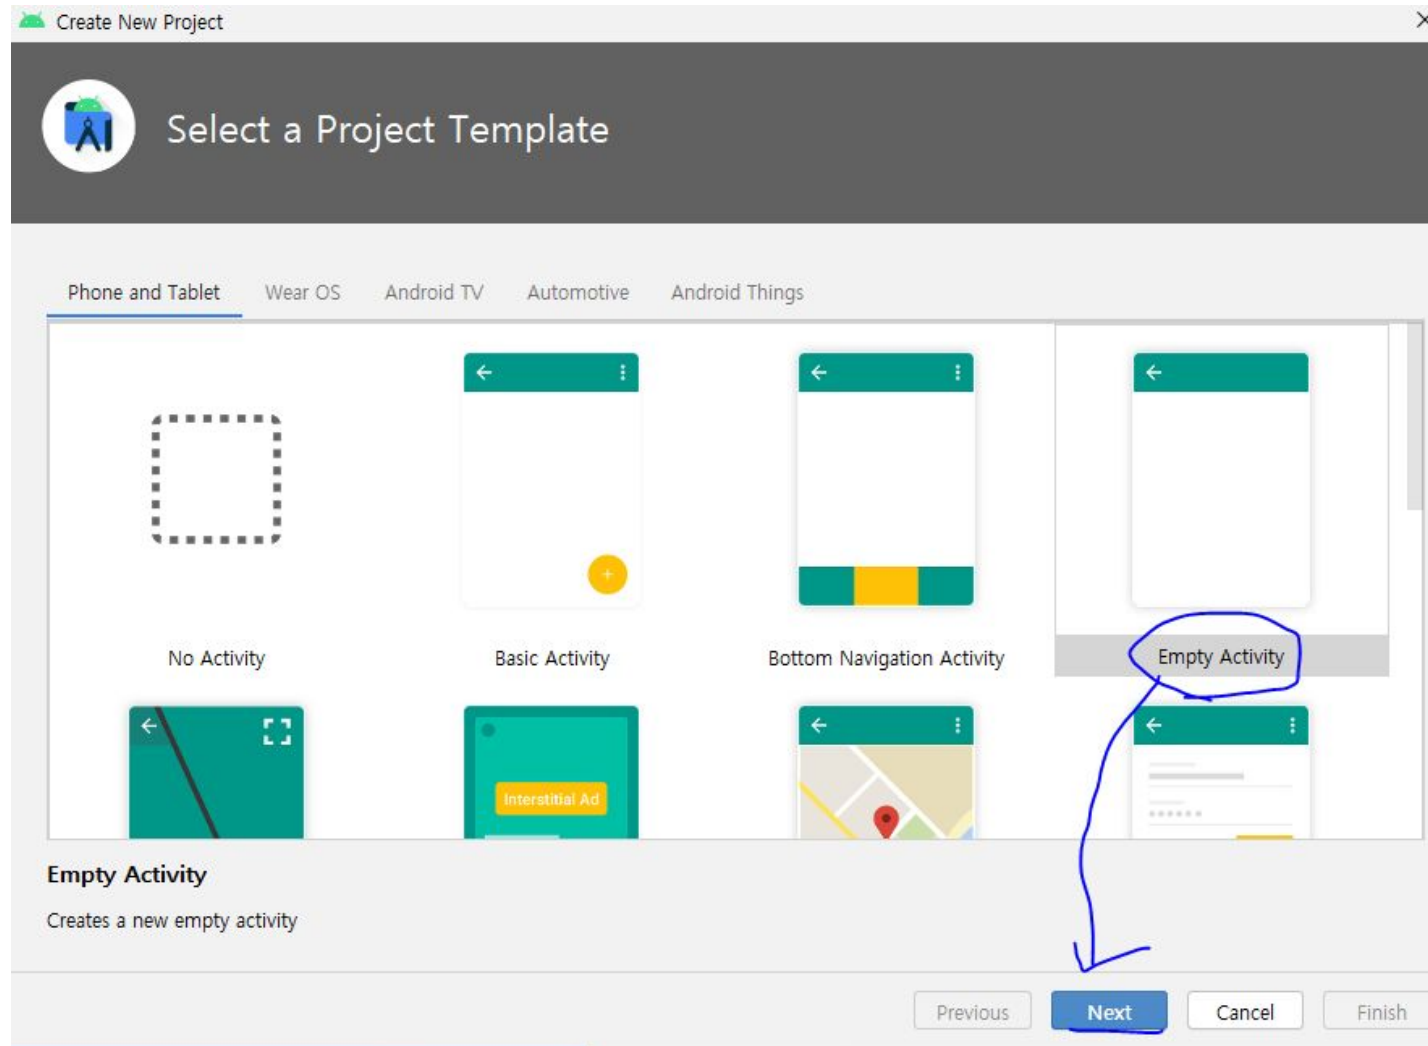 Create New Project
Select a Project Template
Phone and Tablet Wear OS Android TV Automotive Android Things
No Activity Basic Activity Bottom Navigation Activity Empty Activity
Interstitial Ad
Empty Activity
Creates a new empty activity
Previous Next Cancel Finish